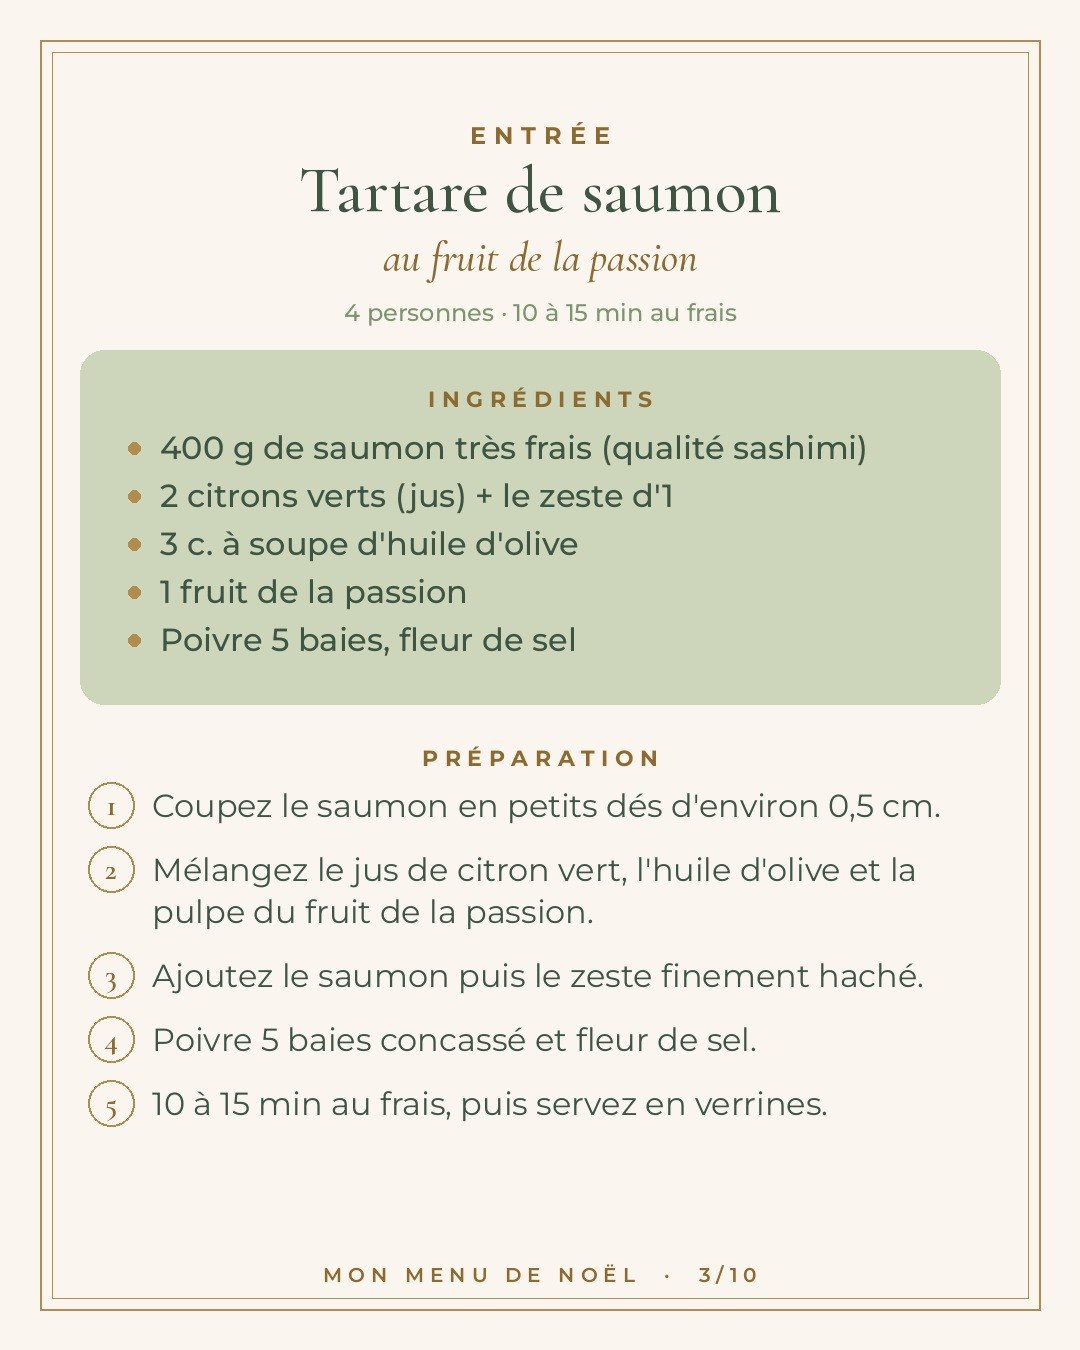 ENTRÉE
Tartare de saumon
au fruit de la passion
4 personnes · 10 à 15 min au frais
INGRÉDIENTS
• 400 g de saumon très frais (qualité sashimi)
• 2 citrons verts (jus) + le zeste d'1
• 3 c. à soupe d'huile d'olive
• 1 fruit de la passion
• Poivre 5 baies, fleur de sel
PRÉPARATION
1 Coupez le saumon en petits dés d'environ 0,5 cm.
2 Mélangez le jus de citron vert, l'huile d'olive et la
pulpe du fruit de la passion.
3 Ajoutez le saumon puis le zeste finement haché.
4 Poivre 5 baies concassé et fleur de sel.
5 10 à 15 min au frais, puis servez en verrines.
MON MENU DE NOËL · 3/10